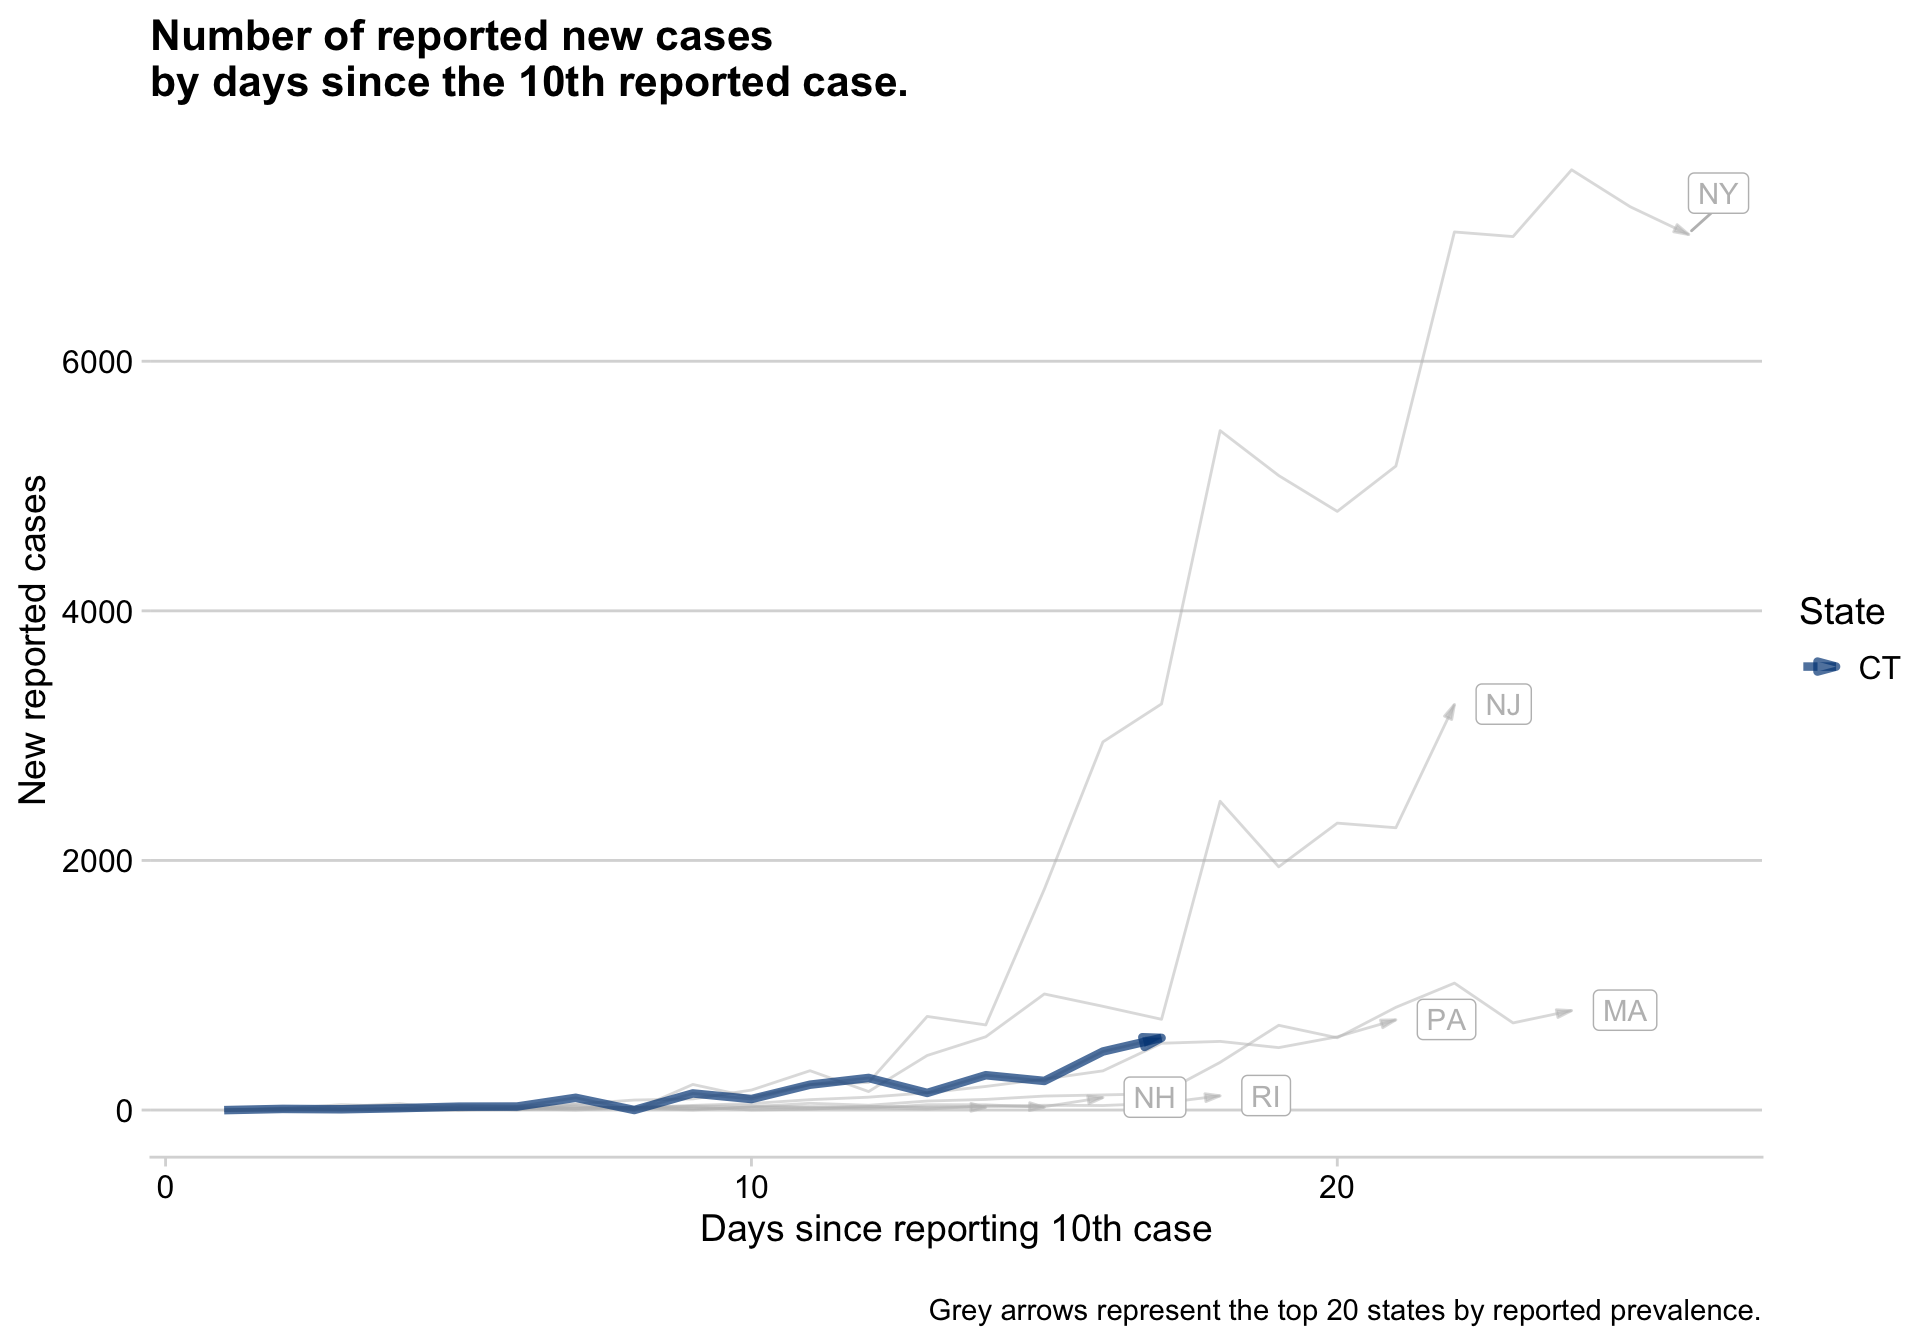 Number of reported new cases
by days since the 10th reported case.
NY
6000
4000
2000
0
New reported cases
NJ
PA
MA
NH
RI
State
CT
0
10
20
Days since reporting 10th case
Grey arrows represent the top 20 states by reported prevalence.